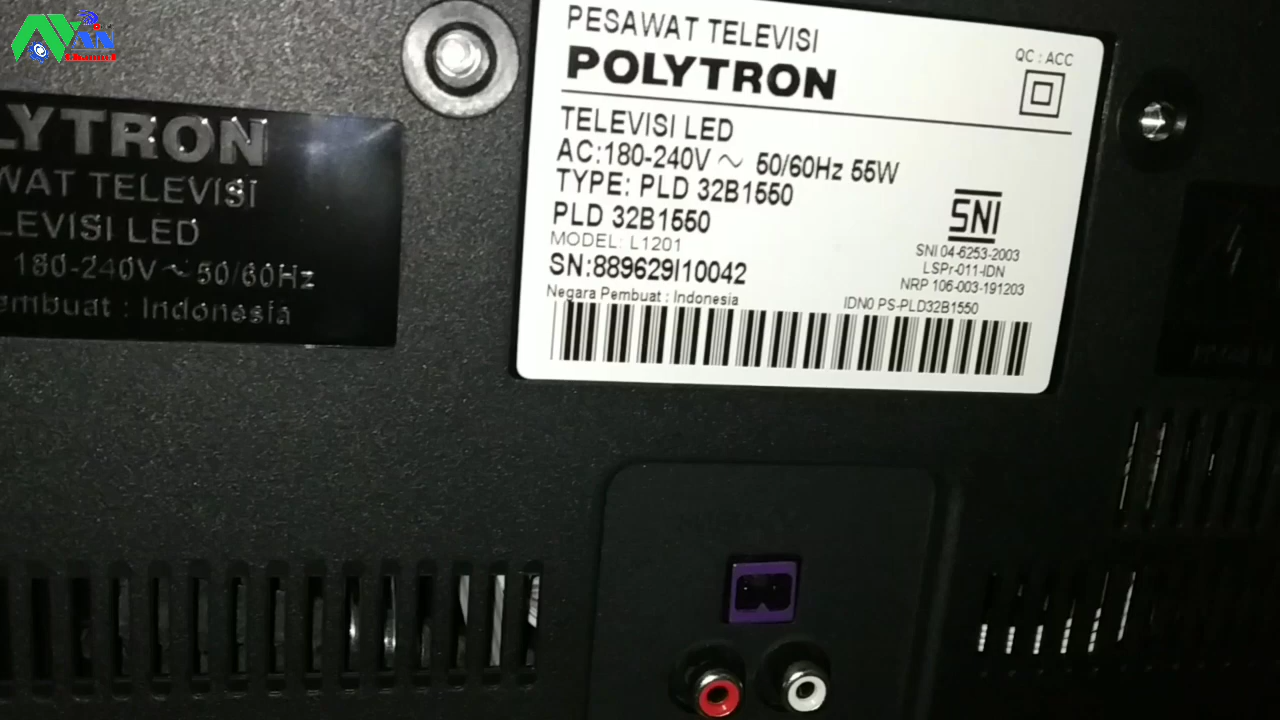 AYAN
Channel
PESAWAT TELEVISI
POLYTRON
QC : ACC
TELEVISI LED
AC:180-240V ~ 50/60Hz 55W
TYPE: PLD 32B1550
PLD 32B1550
MODEL: L1201
SN:889629I10042
Negara Pembuat : Indonesia
SNI
SNI 04-6253-2003
LSPr-011-IDN
NRP 106-003-191203
IDN0 PS-PLD32B1550
LYTRON
WAT TELEVISI
LEVISI LED
180-240V ~ 50/60Hz
embuat : Indonesia